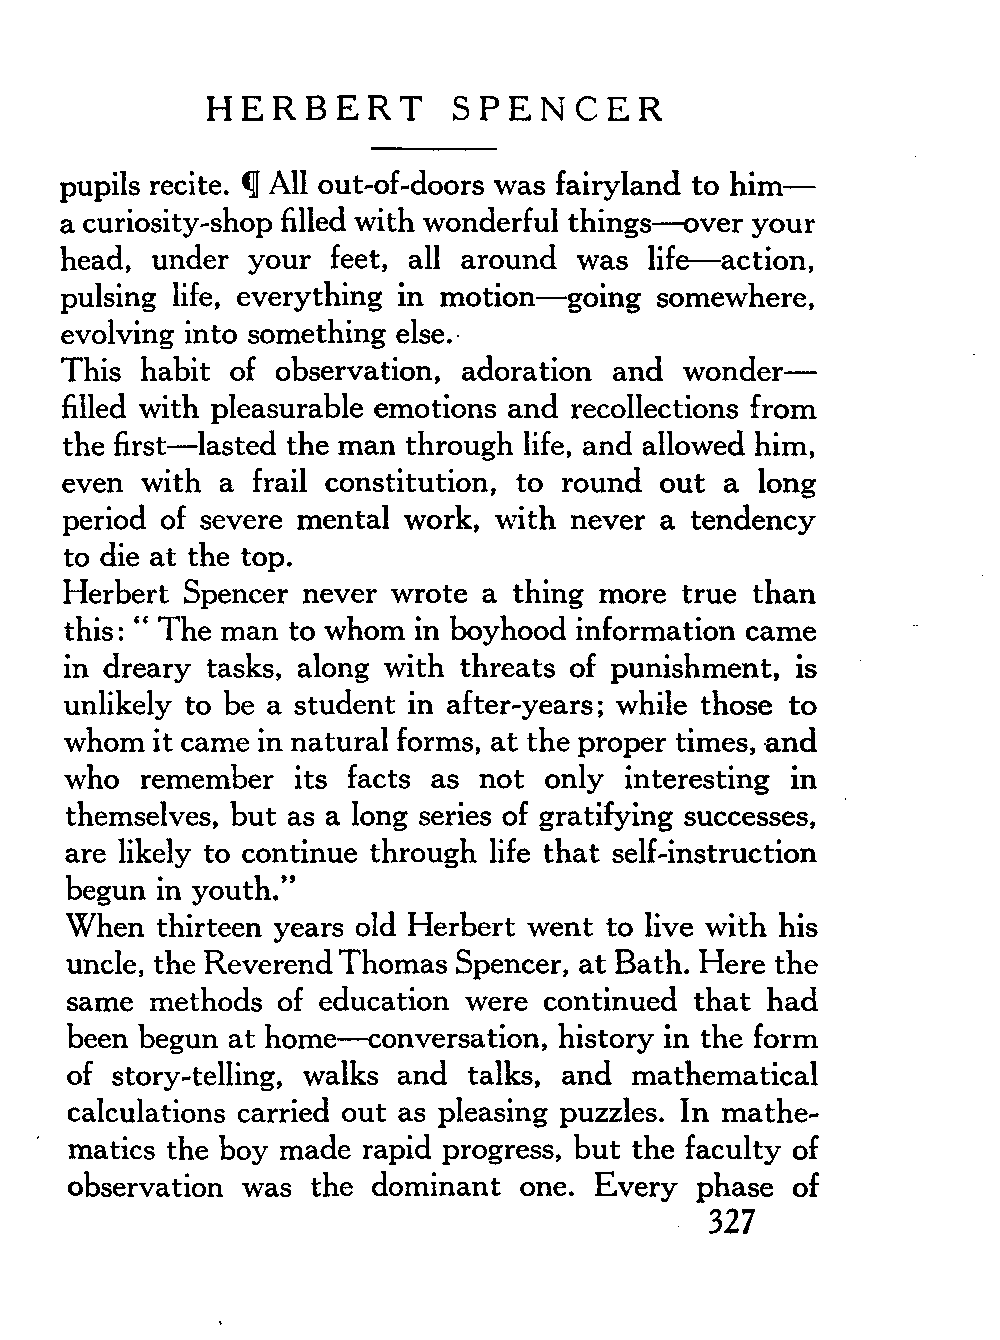 HERBERT SPENCER
pupils recite. ¶ All out-of-doors was fairyland to him—
a curiosity-shop filled with wonderful things—over your
head, under your feet, all around was life—action,
pulsing life, everything in motion—going somewhere,
evolving into something else.
This habit of observation, adoration and wonder—
filled with pleasurable emotions and recollections from
the first—lasted the man through life, and allowed him,
even with a frail constitution, to round out a long
period of severe mental work, with never a tendency
to die at the top.
Herbert Spencer never wrote a thing more true than
this: “ The man to whom in boyhood information came
in dreary tasks, along with threats of punishment, is
unlikely to be a student in after-years; while those to
whom it came in natural forms, at the proper times, and
who remember its facts as not only interesting in
themselves, but as a long series of gratifying successes,
are likely to continue through life that self-instruction
begun in youth.”
When thirteen years old Herbert went to live with his
uncle, the Reverend Thomas Spencer, at Bath. Here the
same methods of education were continued that had
been begun at home—conversation, history in the form
of story-telling, walks and talks, and mathematical
calculations carried out as pleasing puzzles. In mathe-
matics the boy made rapid progress, but the faculty of
observation was the dominant one. Every phase of
327